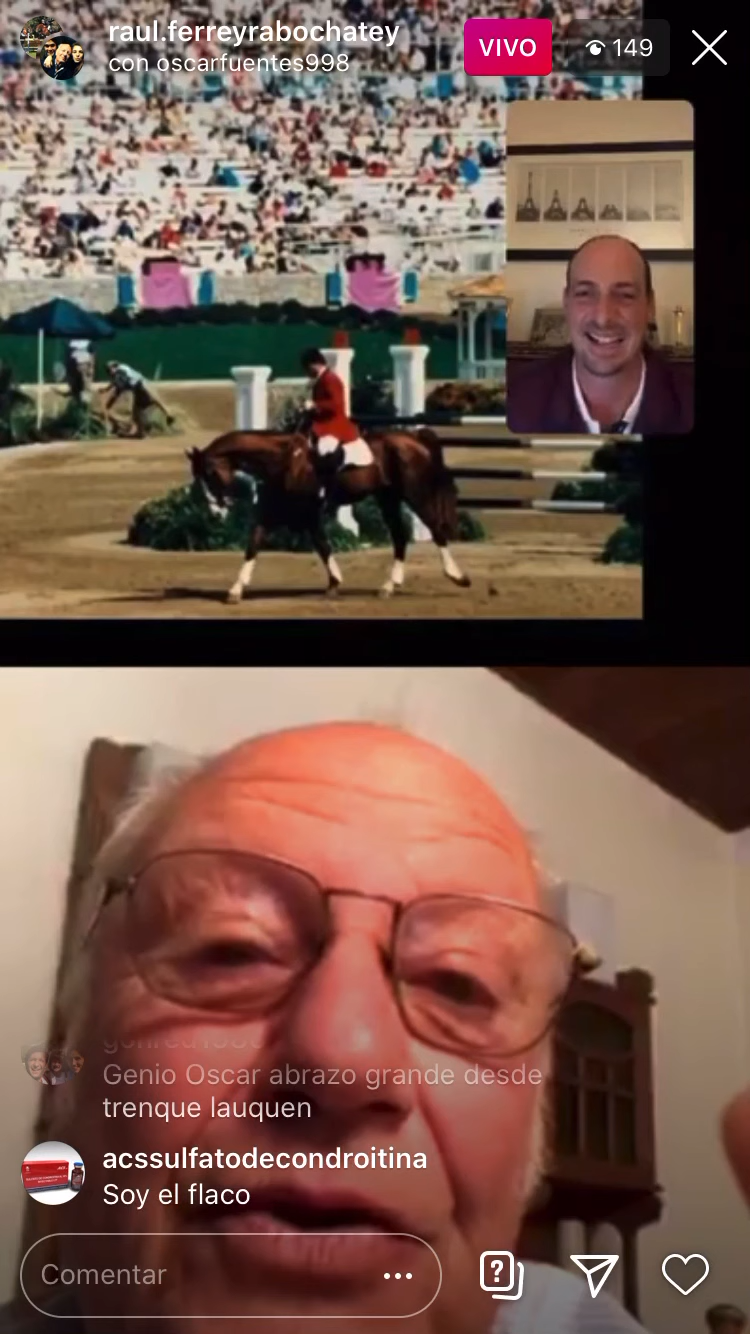 raul.ferreyrabochatey
con oscarfuentes998
VIVO
149
Genio Oscar abrazo grande desde
trenque lauquen
acssulfatodecondroitina
Soy el flaco
Comentar